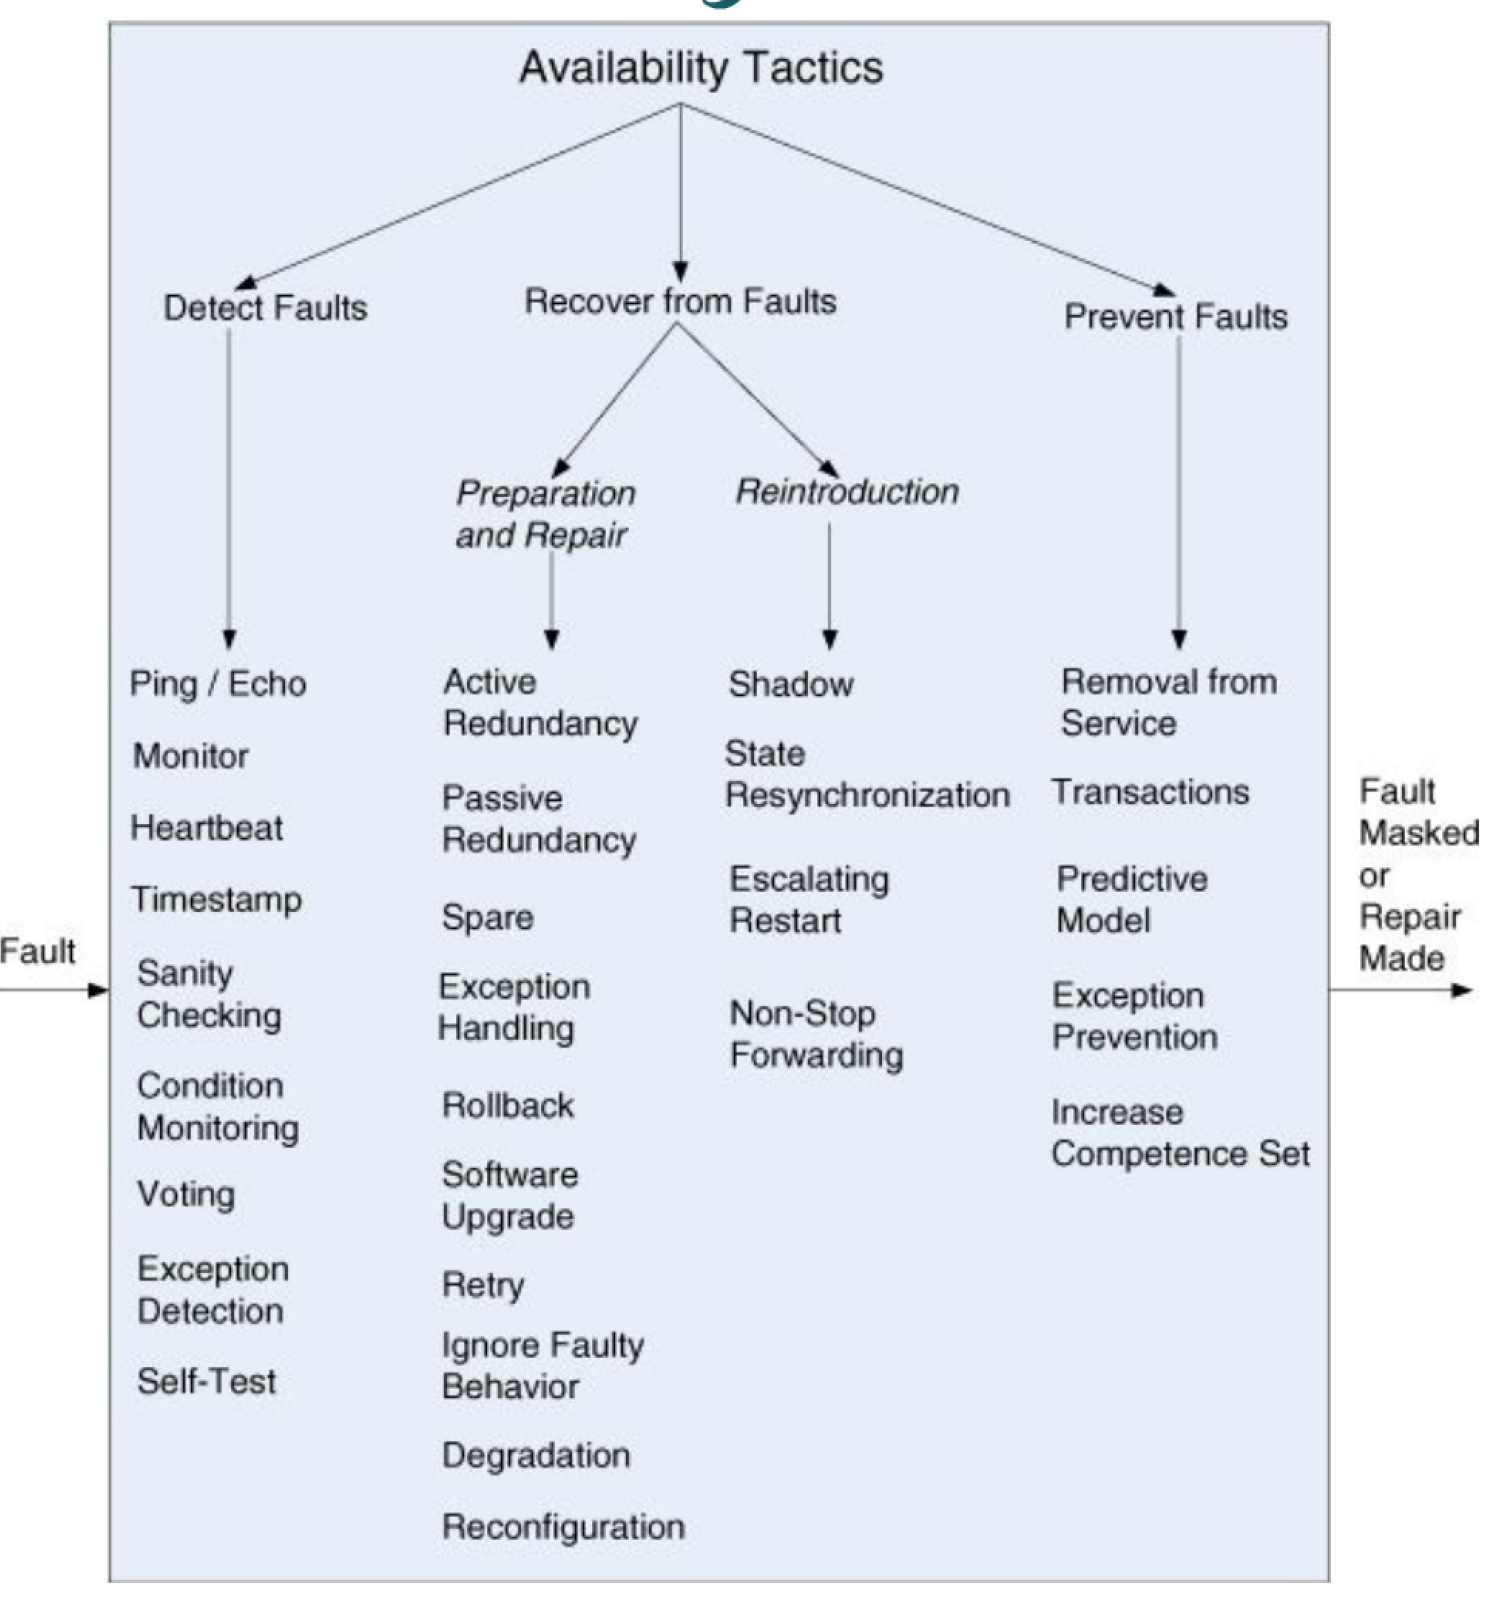 Availability Tactics
Detect Faults
Recover from Faults
Prevent Faults
Preparation
and Repair
Reintroduction
Ping / Echo
Monitor
Heartbeat
Timestamp
Sanity
Checking
Condition
Monitoring
Voting
Exception
Detection
Self-Test
Active
Redundancy
Passive
Redundancy
Spare
Exception
Handling
Rollback
Software
Upgrade
Retry
Ignore Faulty
Behavior
Degradation
Reconfiguration
Shadow
State
Resynchronization
Escalating
Restart
Non-Stop
Forwarding
Removal from
Service
Transactions
Predictive
Model
Exception
Prevention
Increase
Competence Set
Fault
Fault
Masked
or
Repair
Made